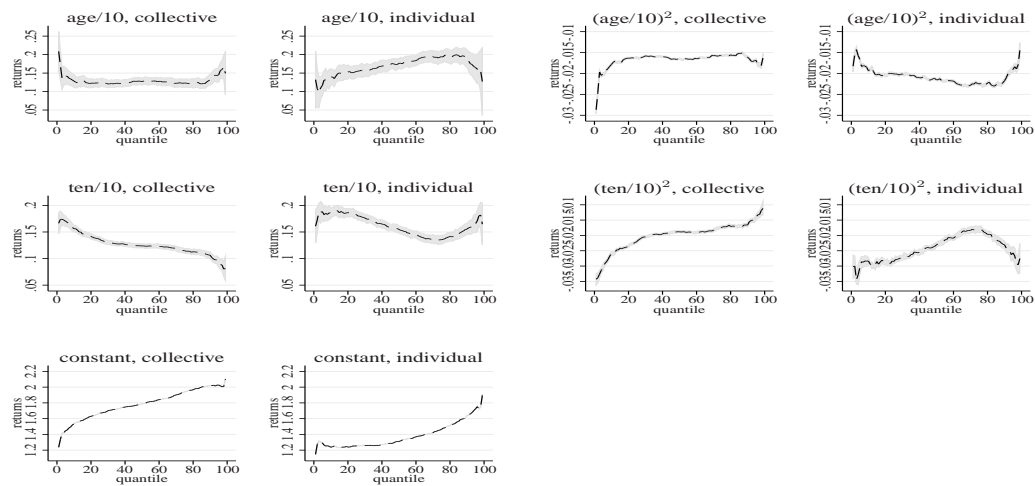 age/10, collective
returns
.05 .1 .15 .2 .25
0 20 40 60 80 100
quantile
age/10, individual
returns
.05 .1 .15 .2 .25
0 20 40 60 80 100
quantile
(age/10)², collective
returns
-.03 -.025 -.02 -.015 -.01
0 20 40 60 80 100
quantile
(age/10)², individual
returns
-.03 -.025 -.02 -.015 -.01
0 20 40 60 80 100
quantile
ten/10, collective
returns
.05 .1 .15 .2
0 20 40 60 80 100
quantile
ten/10, individual
returns
.05 .1 .15 .2
0 20 40 60 80 100
quantile
(ten/10)², collective
returns
0 20 40 60 80 100
quantile
(ten/10)², individual
returns
0 20 40 60 80 100
quantile
constant, collective
returns
1.2 1.4 1.6 1.8 2 2.2
0 20 40 60 80 100
quantile
constant, individual
returns
1.2 1.4 1.6 1.8 2 2.2
0 20 40 60 80 100
quantile